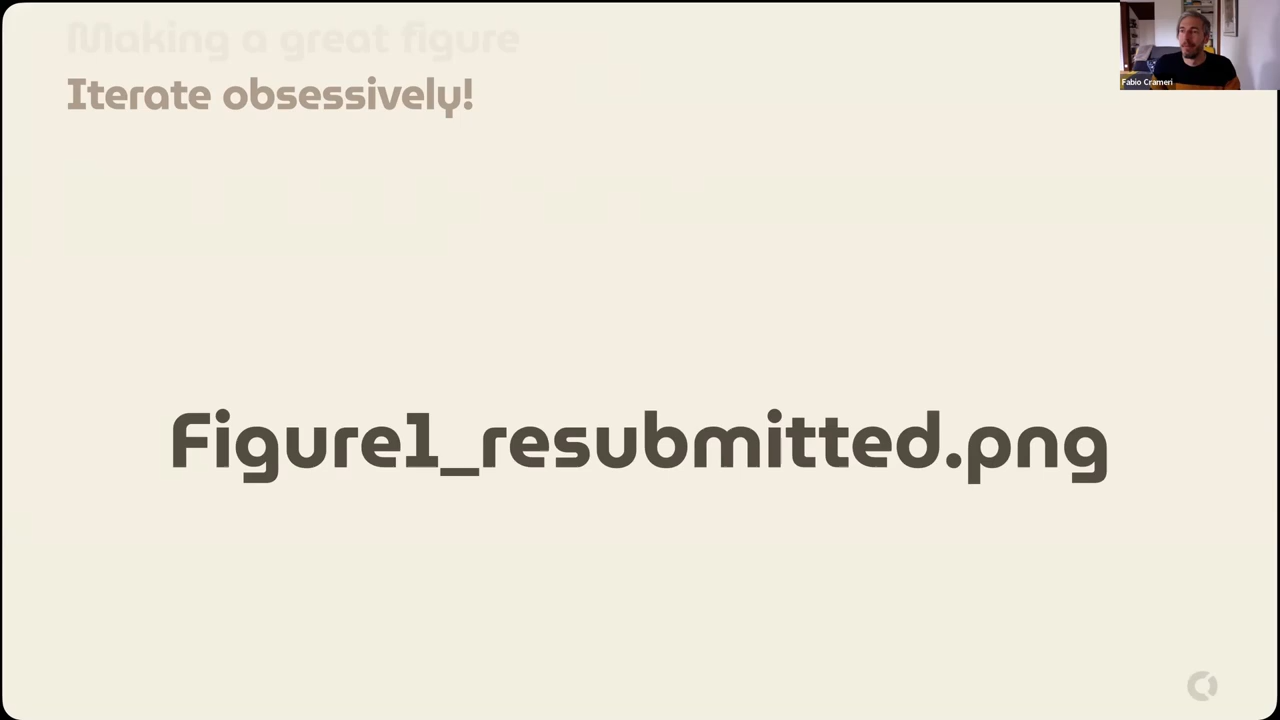 Making a great figure
Iterate obsessively!
Fabio Crameri
Figure1_resubmitted.png